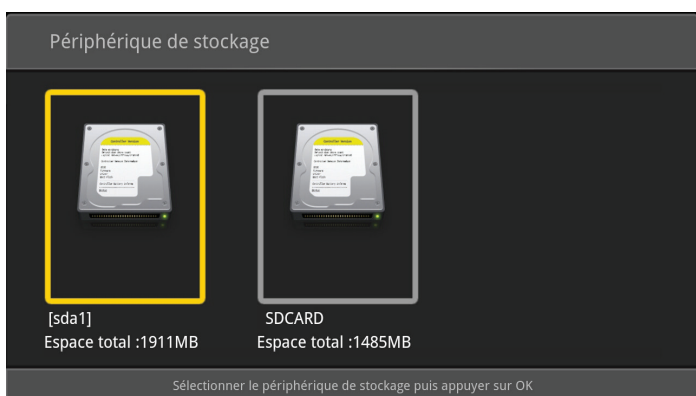 Périphérique de stockage
[sda1]
SDCARD
Espace total :1911MB
Espace total :1485MB
Sélectionner le périphérique de stockage puis appuyer sur OK